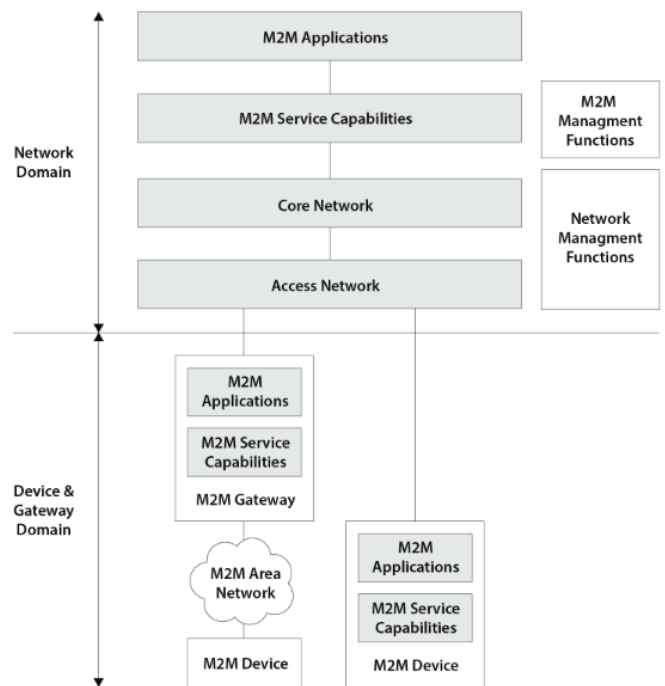 M2M Applications
M2M Service Capabilities
M2M
Managment
Functions
Network
Domain
Core Network
Network
Managment
Functions
Access Network
M2M
Applications
M2M Service
Capabilities
M2M Gateway
Device &
Gateway
Domain
M2M Area
Network
M2M Device
M2M
Applications
M2M Service
Capabilities
M2M Device